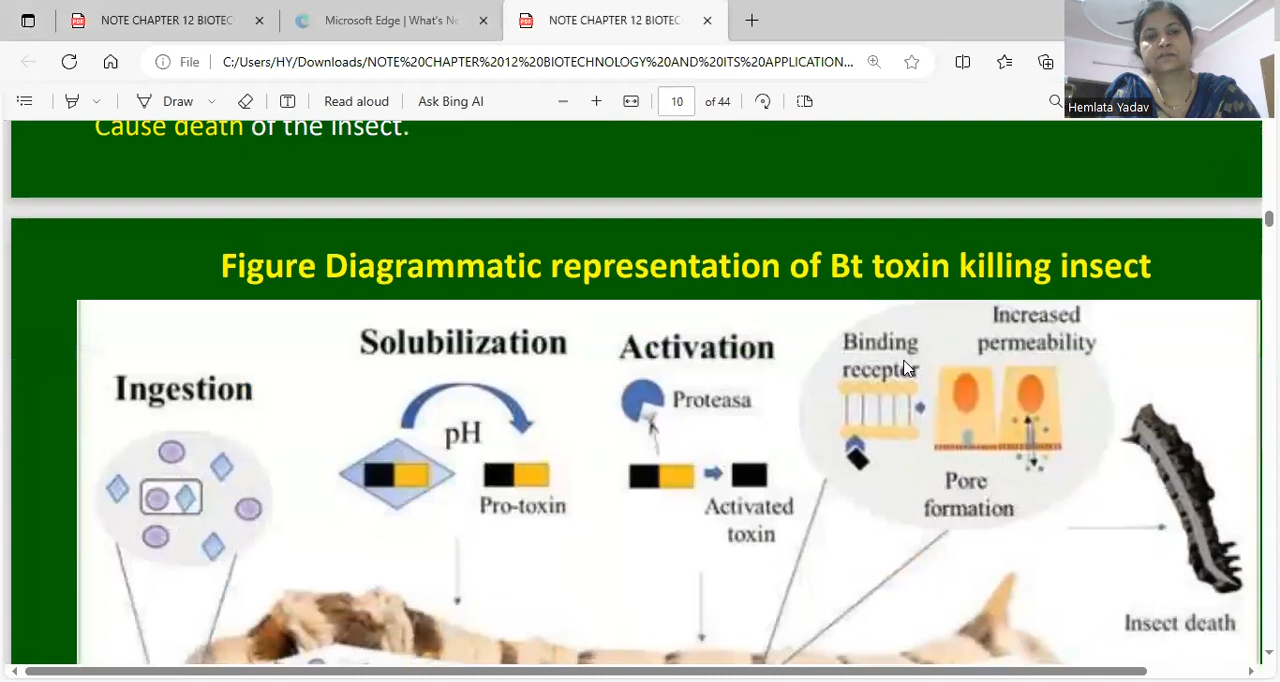 NOTE CHAPTER 12 BIOTEC
Microsoft Edge | What's Ne
NOTE CHAPTER 12 BIOTEC
File
C:/Users/HY/Downloads/NOTE%20CHAPTER%2012%20BIOTECHNOLOGY%20AND%20ITS%20APPLICATION...
Draw
Read aloud
Ask Bing AI
10
of 44
Hemlata Yadav
Cause death of the insect.
Figure Diagrammatic representation of Bt toxin killing insect
Ingestion
Solubilization
pH
Pro-toxin
Activation
Proteasa
Activated
toxin
Binding
receptor
Increased
permeability
Pore
formation
Insect death